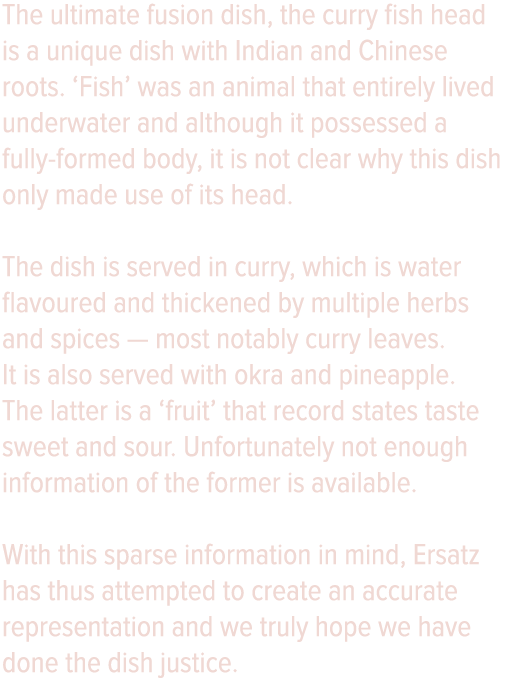 The ultimate fusion dish, the curry fish head
is a unique dish with Indian and Chinese
roots. ‘Fish’ was an animal that entirely lived
underwater and although it possessed a
fully-formed body, it is not clear why this dish
only made use of its head.

The dish is served in curry, which is water
flavoured and thickened by multiple herbs
and spices — most notably curry leaves.
It is also served with okra and pineapple.
The latter is a ‘fruit’ that record states taste
sweet and sour. Unfortunately not enough
information of the former is available.

With this sparse information in mind, Ersatz
has thus attempted to create an accurate
representation and we truly hope we have
done the dish justice.